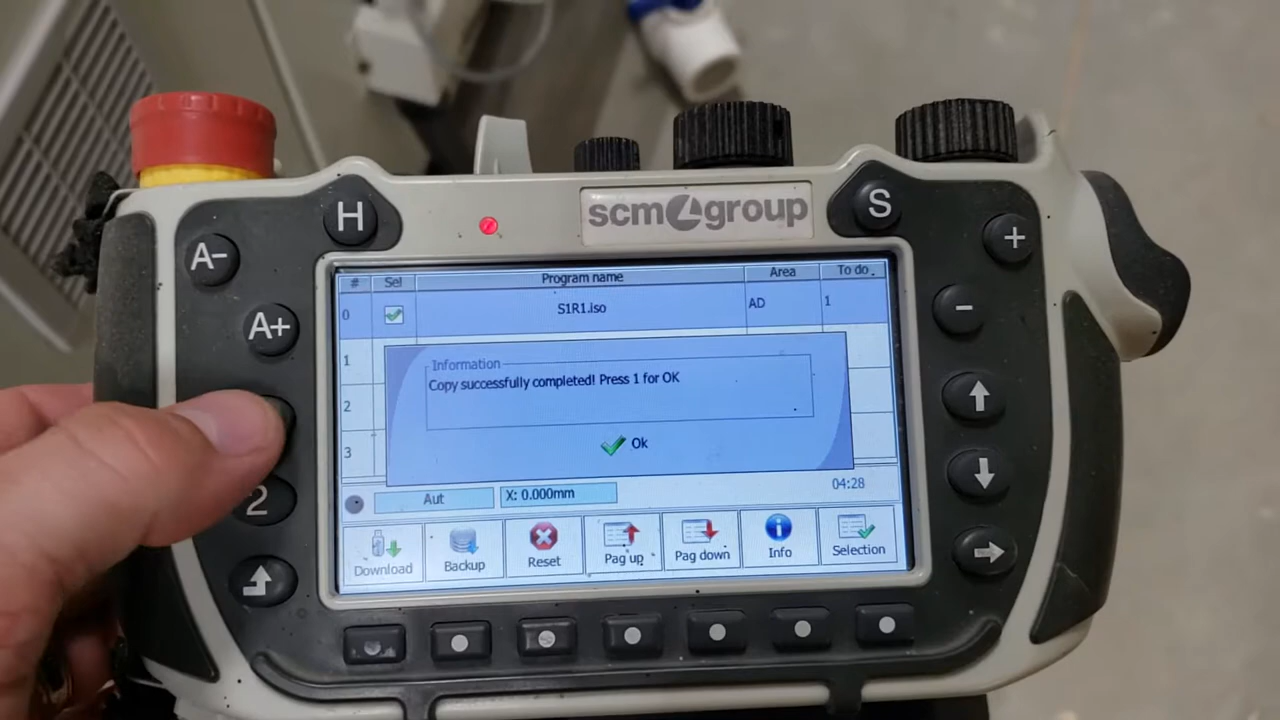 H
scm group
S
A-
+
A+
-
2
# Sel Program name Area To do
0 S1R1.iso AD 1
1
2
3
Information
Copy successfully completed! Press 1 for OK
Ok
04:28
Aut X: 0.000mm
Download Backup Reset Pag up Pag down Info Selection